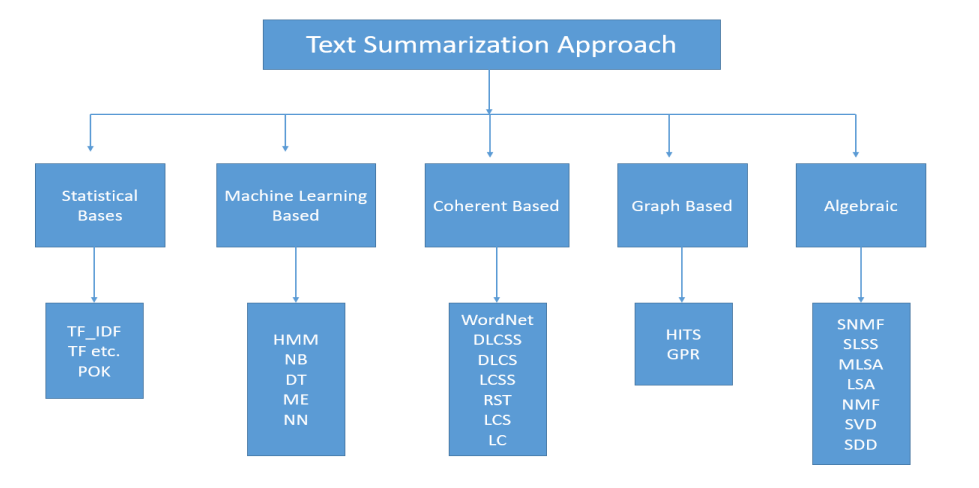 Text Summarization Approach
Statistical
Bases
Machine Learning
Based
Coherent Based
Graph Based
Algebraic
TF_IDF
TF etc.
POK
HMM
NB
DT
ME
NN
WordNet
DLCSS
DLCS
LCSS
RST
LCS
LC
HITS
GPR
SNMF
SLSS
MLSA
LSA
NMF
SVD
SDD